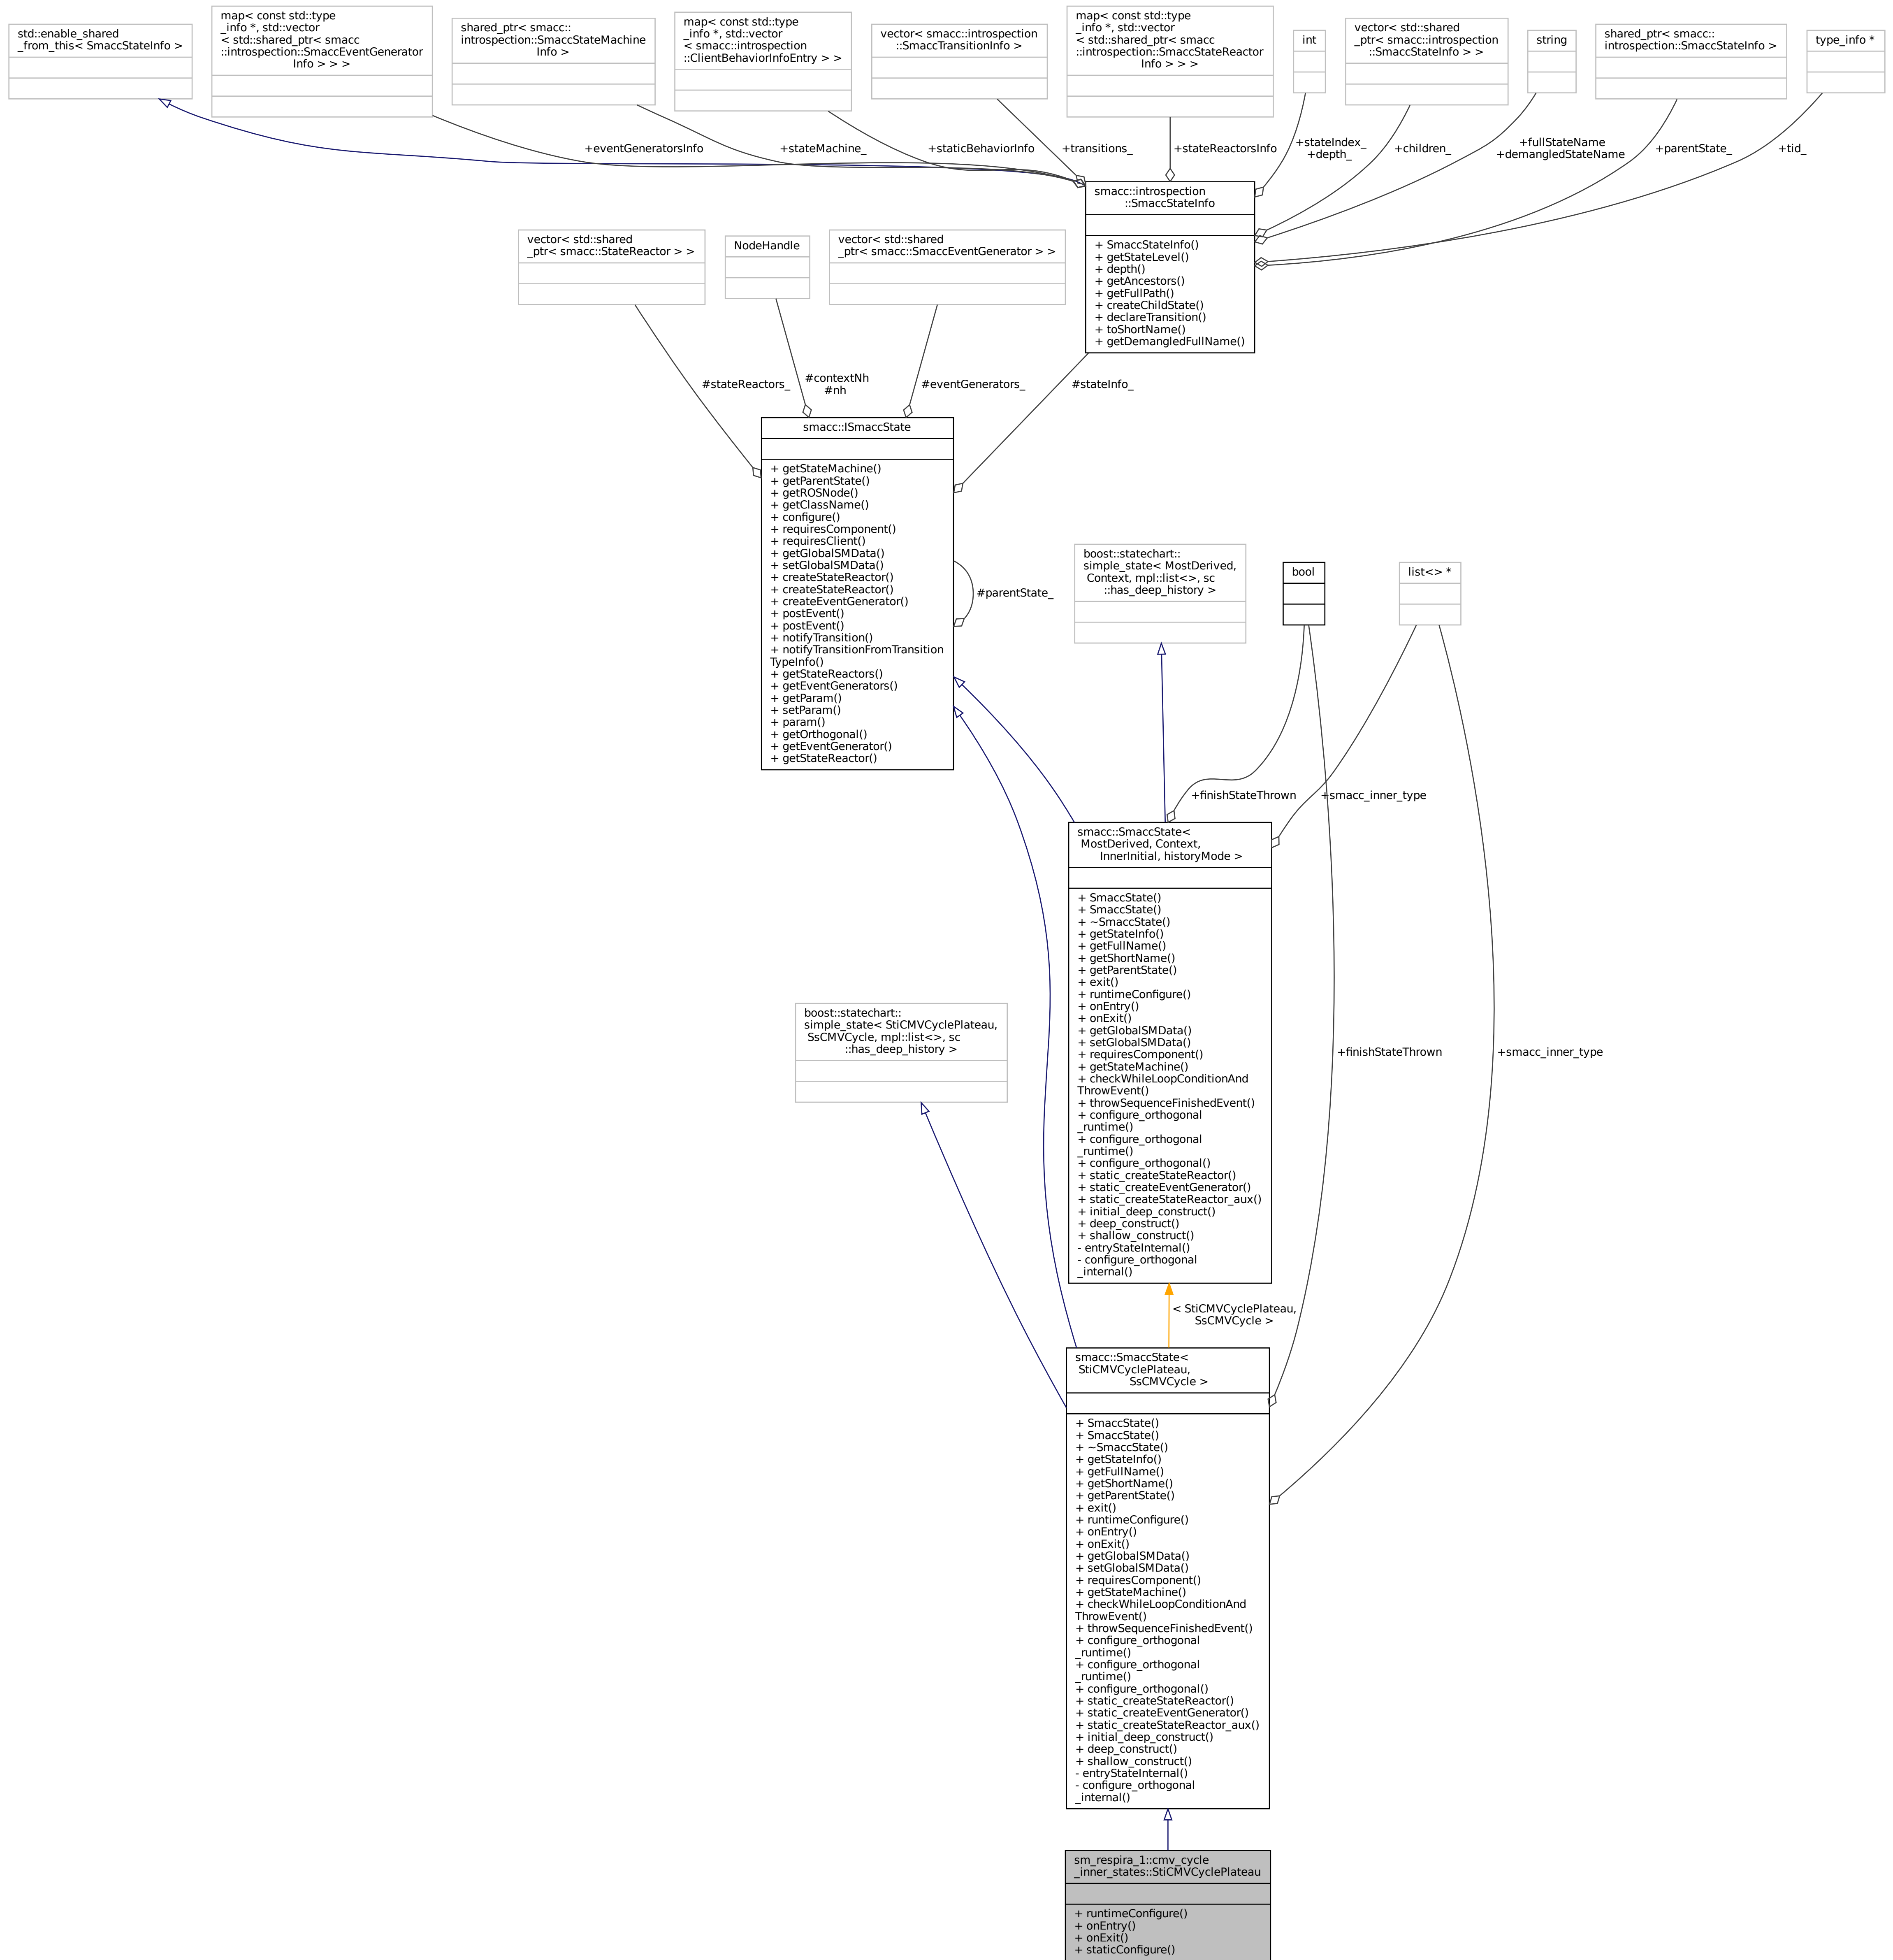 std::enable_shared
_from_this< SmaccStateInfo >
map< const std::type
_info *, std::vector
< std::shared_ptr< smacc
::introspection::SmaccEventGenerator
Info > > >
shared_ptr< smacc::
introspection::SmaccStateMachine
Info >
map< const std::type
_info *, std::vector
< smacc::introspection
::ClientBehaviorInfoEntry > >
vector< smacc::introspection
::SmaccTransitionInfo >
map< const std::type
_info *, std::vector
< std::shared_ptr< smacc
::introspection::SmaccStateReactor
Info > > >
int
vector< std::shared
_ptr< smacc::introspection
::SmaccStateInfo > >
string
shared_ptr< smacc::
introspection::SmaccStateInfo >
type_info *
+eventGeneratorsInfo
+stateMachine_
+staticBehaviorInfo
+transitions_
+stateReactorsInfo
+stateIndex_
+depth_
+children_
+fullStateName
+demangledStateName
+parentState_
+tid_
smacc::introspection
::SmaccStateInfo
+ SmaccStateInfo()
+ getStateLevel()
+ depth()
+ getAncestors()
+ getFullPath()
+ createChildState()
+ declareTransition()
+ toShortName()
+ getDemangledFullName()
vector< std::shared
_ptr< smacc::StateReactor > >
NodeHandle
vector< std::shared
_ptr< smacc::SmaccEventGenerator > >
#stateReactors_
#contextNh
#nh
#eventGenerators_
#stateInfo_
smacc::ISmaccState
+ getStateMachine()
+ getParentState()
+ getROSNode()
+ getClassName()
+ configure()
+ requiresComponent()
+ requiresClient()
+ getGlobalSMData()
+ setGlobalSMData()
+ createStateReactor()
+ createStateReactor()
+ createEventGenerator()
+ postEvent()
+ postEvent()
+ notifyTransition()
+ notifyTransitionFromTransition
TypeInfo()
+ getStateReactors()
+ getEventGenerators()
+ getParam()
+ setParam()
+ param()
+ getOrthogonal()
+ getEventGenerator()
+ getStateReactor()
#parentState_
boost::statechart::
simple_state< MostDerived,
Context, mpl::list<>, sc
::has_deep_history >
bool
list<> *
+finishStateThrown
+smacc_inner_type
smacc::SmaccState<
MostDerived, Context,
InnerInitial, historyMode >
+ SmaccState()
+ SmaccState()
+ ~SmaccState()
+ getStateInfo()
+ getFullName()
+ getShortName()
+ getParentState()
+ exit()
+ runtimeConfigure()
+ onEntry()
+ onExit()
+ getGlobalSMData()
+ setGlobalSMData()
+ requiresComponent()
+ getStateMachine()
+ checkWhileLoopConditionAnd
ThrowEvent()
+ throwSequenceFinishedEvent()
+ configure_orthogonal
_runtime()
+ configure_orthogonal
_runtime()
+ configure_orthogonal()
+ static_createStateReactor()
+ static_createEventGenerator()
+ static_createStateReactor_aux()
+ initial_deep_construct()
+ deep_construct()
+ shallow_construct()
- entryStateInternal()
- configure_orthogonal
_internal()
boost::statechart::
simple_state< StiCMVCyclePlateau,
SsCMVCycle, mpl::list<>, sc
::has_deep_history >
+finishStateThrown
+smacc_inner_type
< StiCMVCyclePlateau,
SsCMVCycle >
smacc::SmaccState<
StiCMVCyclePlateau,
SsCMVCycle >
+ SmaccState()
+ SmaccState()
+ ~SmaccState()
+ getStateInfo()
+ getFullName()
+ getShortName()
+ getParentState()
+ exit()
+ runtimeConfigure()
+ onEntry()
+ onExit()
+ getGlobalSMData()
+ setGlobalSMData()
+ requiresComponent()
+ getStateMachine()
+ checkWhileLoopConditionAnd
ThrowEvent()
+ throwSequenceFinishedEvent()
+ configure_orthogonal
_runtime()
+ configure_orthogonal
_runtime()
+ configure_orthogonal()
+ static_createStateReactor()
+ static_createEventGenerator()
+ static_createStateReactor_aux()
+ initial_deep_construct()
+ deep_construct()
+ shallow_construct()
- entryStateInternal()
- configure_orthogonal
_internal()
sm_respira_1::cmv_cycle
_inner_states::StiCMVCyclePlateau
+ runtimeConfigure()
+ onEntry()
+ onExit()
+ staticConfigure()